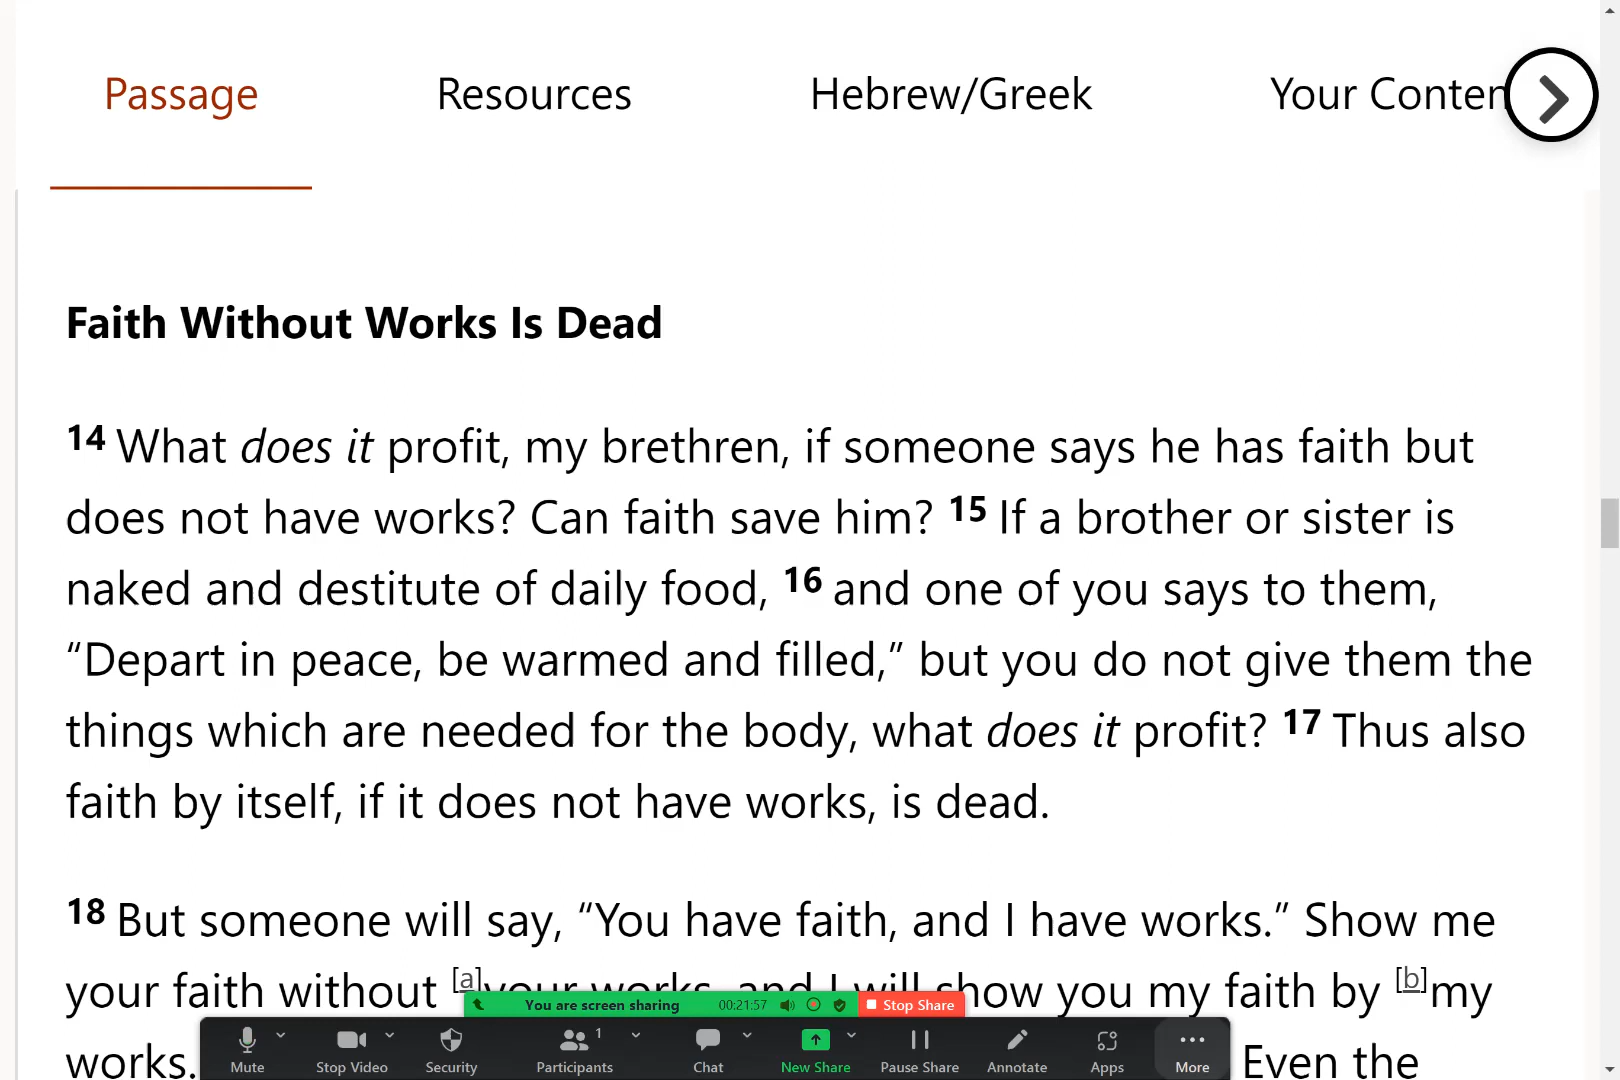 Passage Resources Hebrew/Greek Your Conten
Faith Without Works Is Dead
14 What does it profit, my brethren, if someone says he has faith but
does not have works? Can faith save him? 15 If a brother or sister is
naked and destitute of daily food, 16 and one of you says to them,
“Depart in peace, be warmed and filled,” but you do not give them the
things which are needed for the body, what does it profit? 17 Thus also
faith by itself, if it does not have works, is dead.
18 But someone will say, “You have faith, and I have works.” Show me
your faith without [a]your works, and I will show you my faith by [b]my
You are screen sharing 00:21:57 Stop Share
works. Even the
1
Mute Stop Video Security Participants Chat New Share Pause Share Annotate Apps More